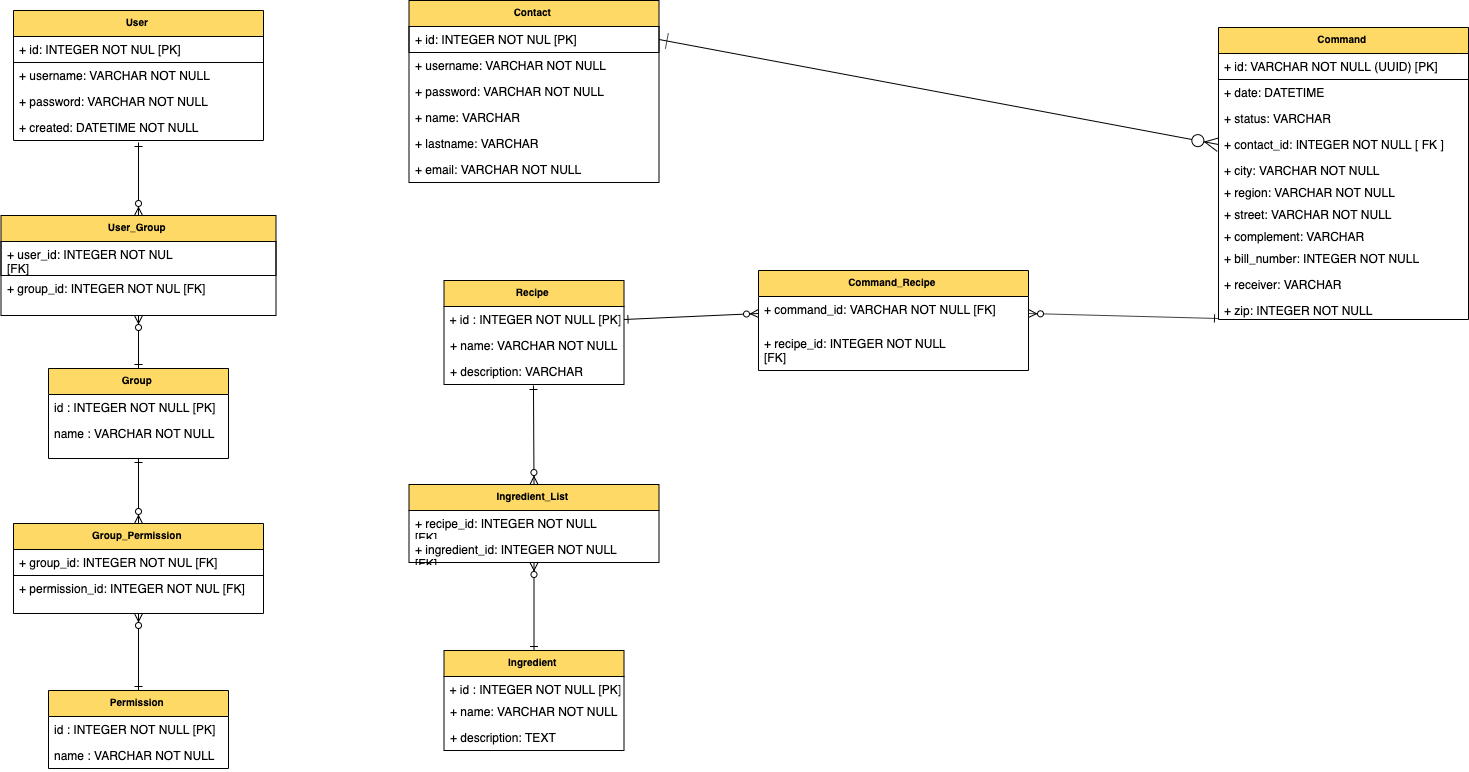 User
+ id: INTEGER NOT NUL [PK]
+ username: VARCHAR NOT NULL
+ password: VARCHAR NOT NULL
+ created: DATETIME NOT NULL
User_Group
+ user_id: INTEGER NOT NUL
[FK]
+ group_id: INTEGER NOT NUL [FK]
Group
id : INTEGER NOT NULL [PK]
name : VARCHAR NOT NULL
Group_Permission
+ group_id: INTEGER NOT NUL [FK]
+ permission_id: INTEGER NOT NUL [FK]
Permission
id : INTEGER NOT NULL [PK]
name : VARCHAR NOT NULL
Contact
+ id: INTEGER NOT NUL [PK]
+ username: VARCHAR NOT NULL
+ password: VARCHAR NOT NULL
+ name: VARCHAR
+ lastname: VARCHAR
+ email: VARCHAR NOT NULL
Recipe
+ id : INTEGER NOT NULL [PK]
+ name: VARCHAR NOT NULL
+ description: VARCHAR
Ingredient_List
+ recipe_id: INTEGER NOT NULL
[FK]
+ ingredient_id: INTEGER NOT NULL
[FK]
Ingredient
+ id : INTEGER NOT NULL [PK]
+ name: VARCHAR NOT NULL
+ description: TEXT
Command_Recipe
+ command_id: VARCHAR NOT NULL [FK]
+ recipe_id: INTEGER NOT NULL
[FK]
Command
+ id: VARCHAR NOT NULL (UUID) [PK]
+ date: DATETIME
+ status: VARCHAR
+ contact_id: INTEGER NOT NULL [ FK ]
+ city: VARCHAR NOT NULL
+ region: VARCHAR NOT NULL
+ street: VARCHAR NOT NULL
+ complement: VARCHAR
+ bill_number: INTEGER NOT NULL
+ receiver: VARCHAR
+ zip: INTEGER NOT NULL